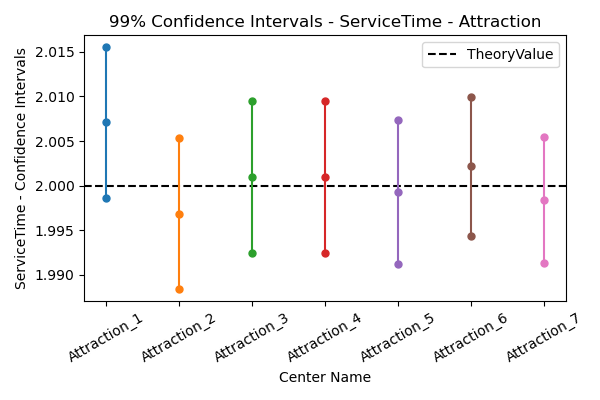 99% Confidence Intervals - ServiceTime - Attraction
TheoryValue
ServiceTime - Confidence Intervals
2.015
2.010
2.005
2.000
1.995
1.990
Attraction_1
Attraction_2
Attraction_3
Attraction_4
Attraction_5
Attraction_6
Attraction_7
Center Name